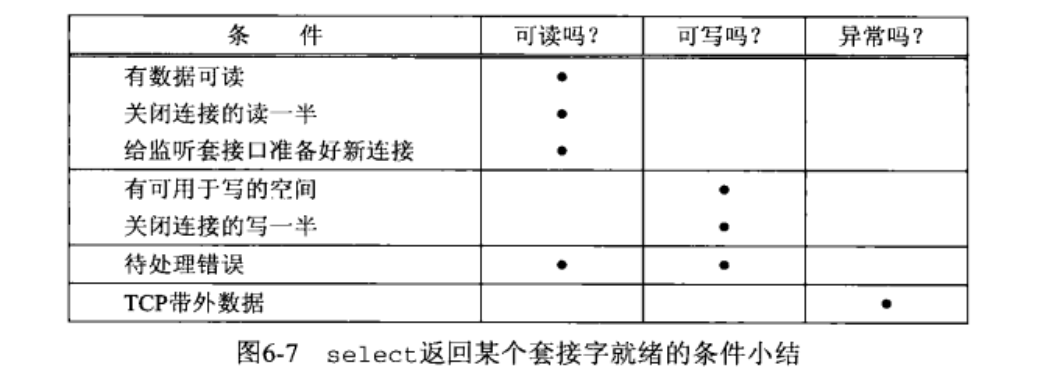 条 件 可读吗? 可写吗? 异常吗?
有数据可读 •
关闭连接的读一半 •
给监听套接口准备好新连接 •
有可用于写的空间 •
关闭连接的写一半 •
待处理错误 • •
TCP带外数据 •
图6-7 select返回某个套接字就绪的条件小结